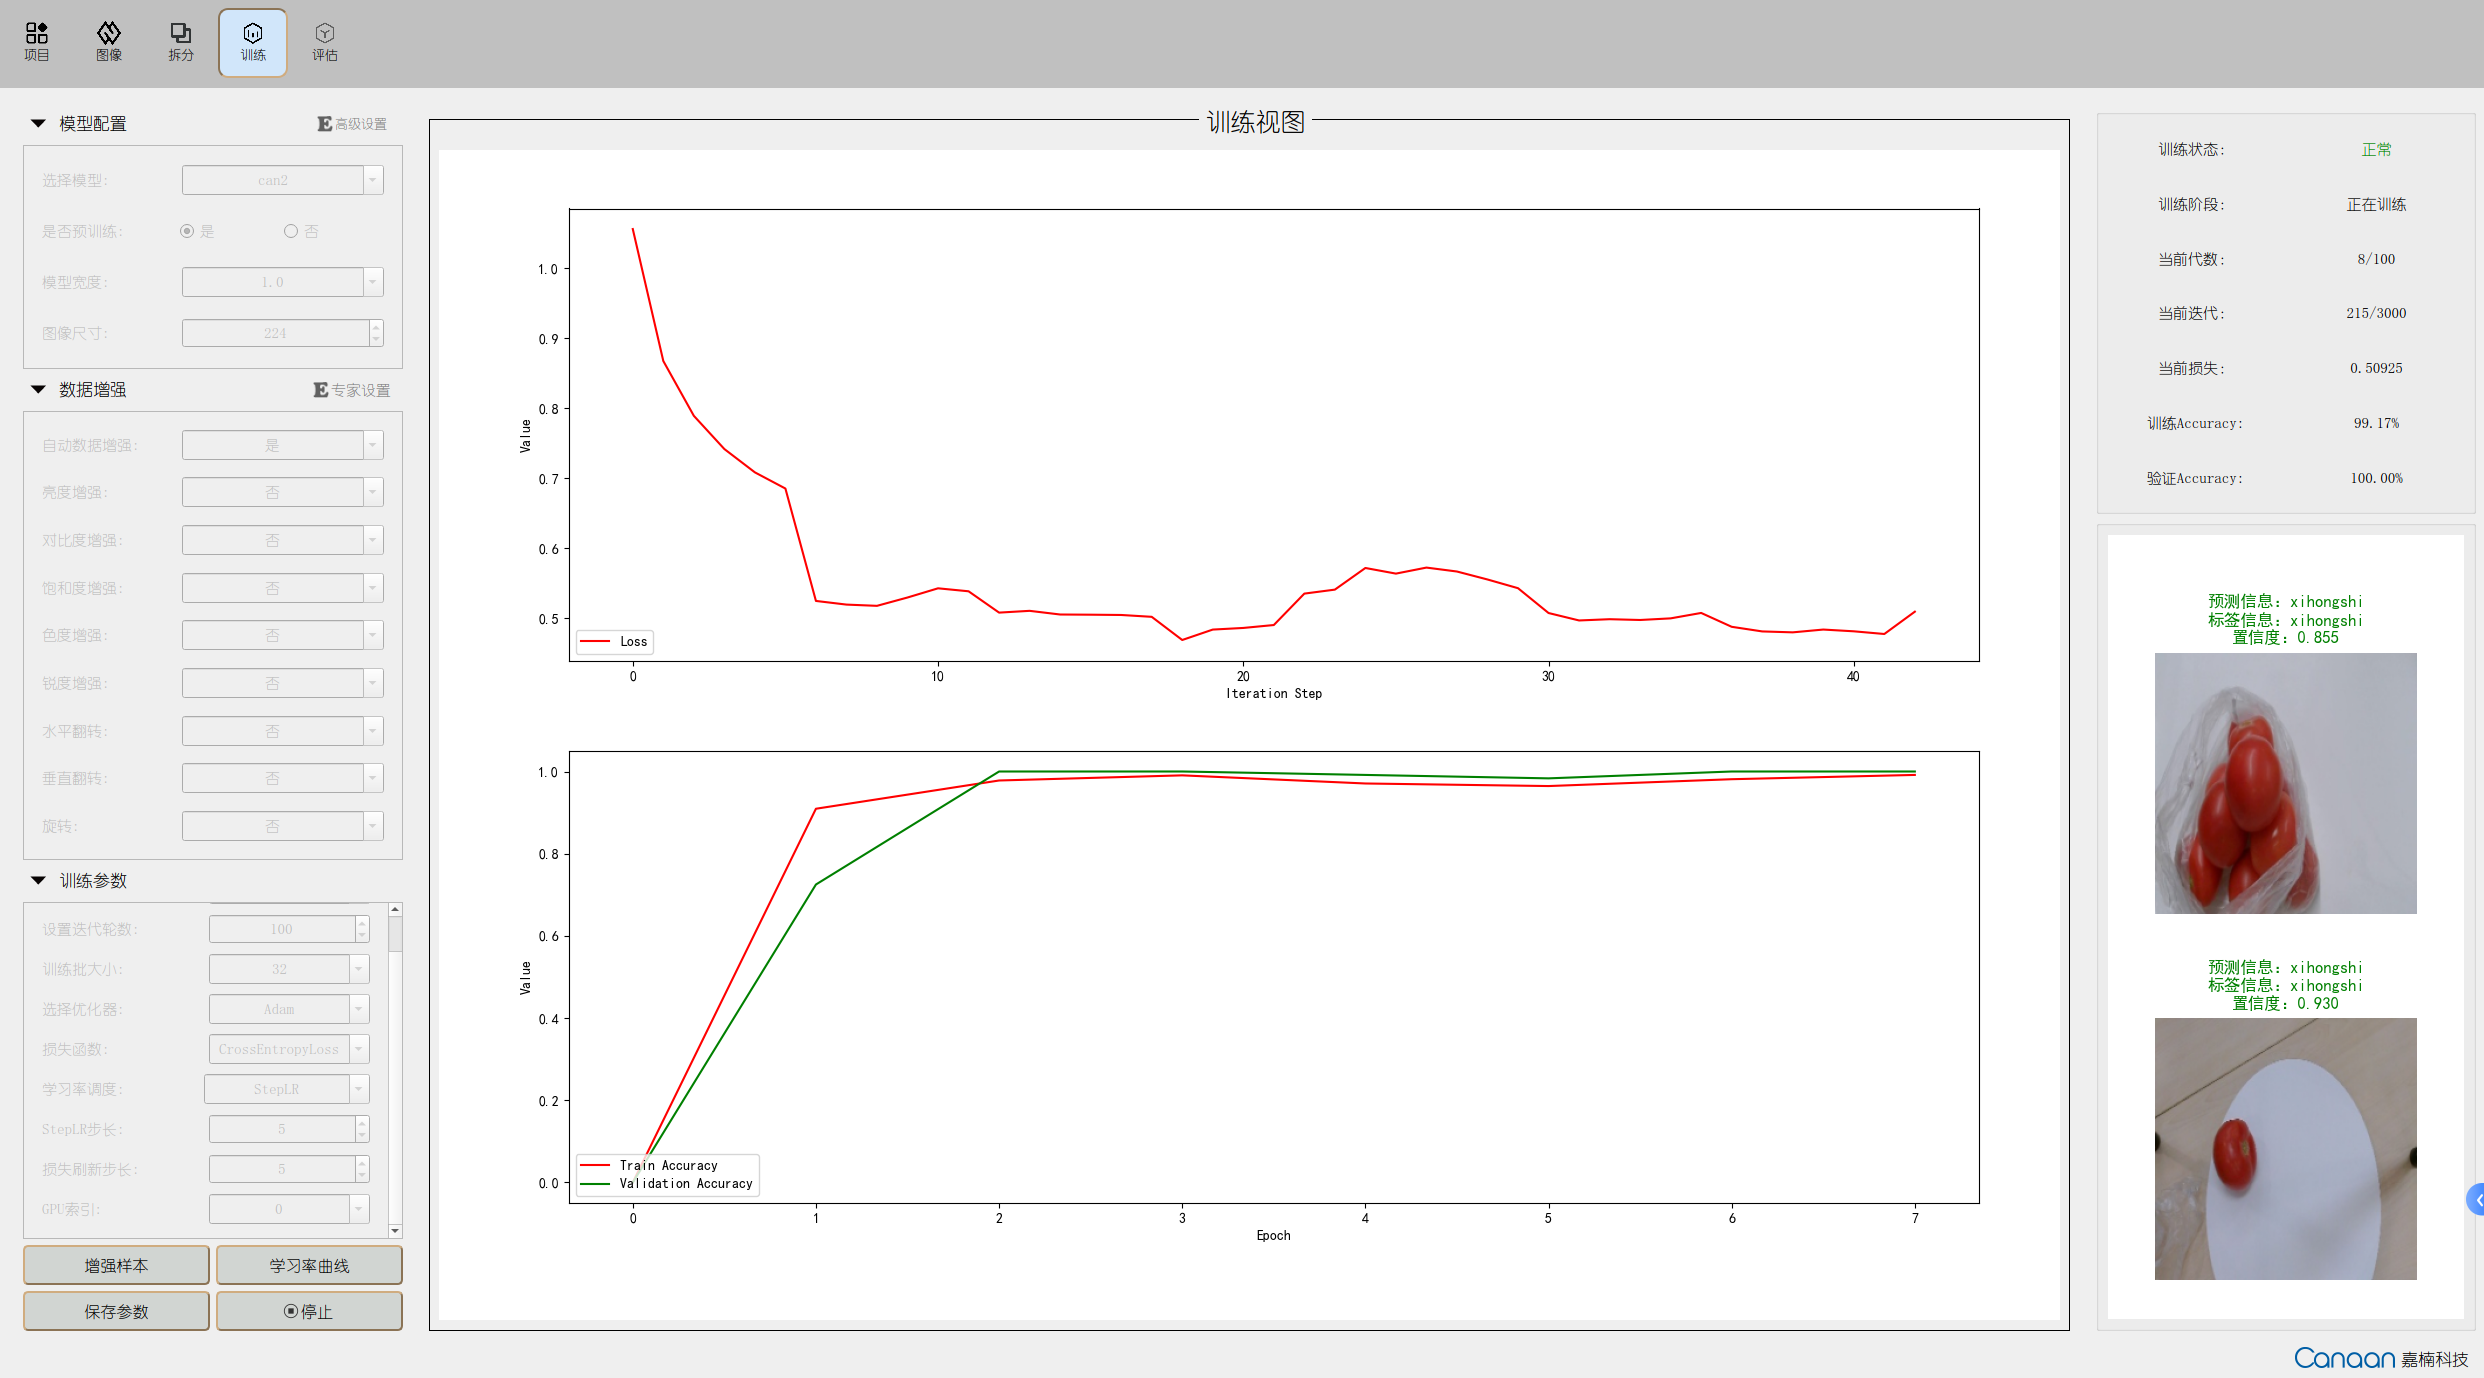 项目
图像
拆分
训练
评估
模型配置
E高级设置
选择模型:
can2
是否预训练:
是
否
模型宽度:
1.0
图像尺寸:
224
数据增强
E专家设置
自动数据增强:
是
亮度增强:
否
对比度增强:
否
饱和度增强:
否
色度增强:
否
锐度增强:
否
水平翻转:
否
垂直翻转:
否
旋转:
否
训练参数
设置迭代轮数:
100
训练批大小:
32
选择优化器:
Adam
损失函数:
CrossEntropyLoss
学习率调度:
StepLR
StepLR步长:
5
损失刷新步长:
5
GPU索引:
0
增强样本
学习率曲线
保存参数
停止
训练视图
1.0
0.9
0.8
0.7
0.6
0.5
Value
Loss
0
10
20
30
40
Iteration Step
1.0
0.8
0.6
0.4
0.2
0.0
Value
Train Accuracy
Validation Accuracy
0
1
2
3
4
5
6
7
Epoch
训练状态:
正常
训练阶段:
正在训练
当前代数:
8/100
当前迭代:
215/3000
当前损失:
0.50925
训练Accuracy:
99.17%
验证Accuracy:
100.00%
预测信息: xihongshi
标签信息: xihongshi
置信度: 0.855
预测信息: xihongshi
标签信息: xihongshi
置信度: 0.930
Canaan 嘉楠科技